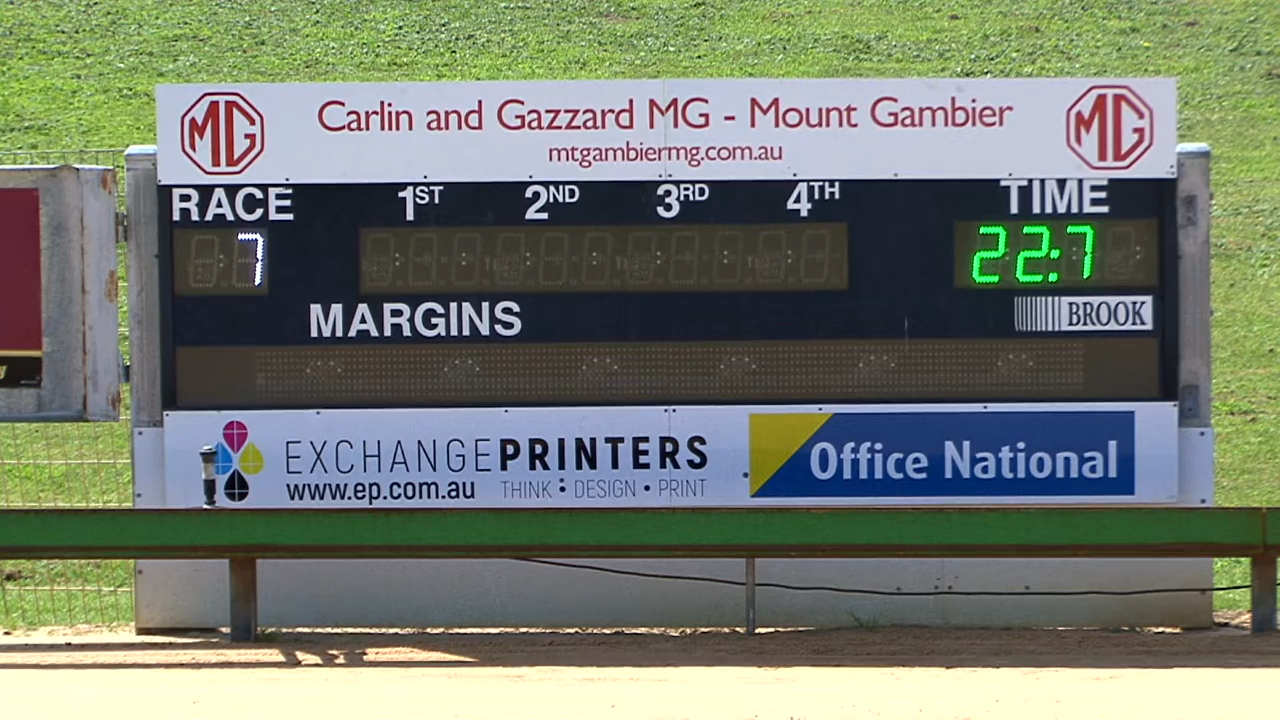 MG Carlin and Gazzard MG - Mount Gambier MG
mtgambiermg.com.au
RACE 1ST 2ND 3RD 4TH TIME
7 22:7
MARGINS BROOK
EXCHANGEPRINTERS Office National
www.ep.com.au THINK • DESIGN • PRINT